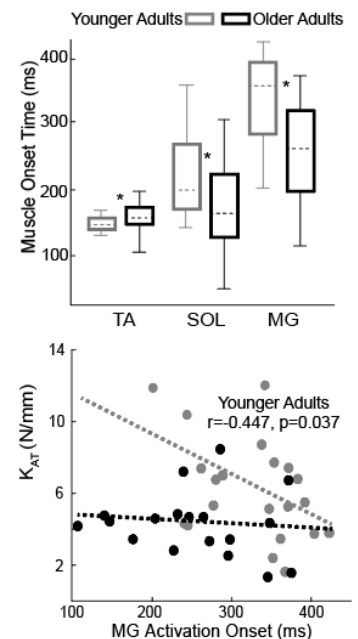 Younger Adults Older Adults
Muscle Onset Time (ms)
400
300
200
100
*
*
*
TA SOL MG
K_AT (N/mm)
14
10
6
2
Younger Adults
r=-0.447, p=0.037
100 200 300 400
MG Activation Onset (ms)